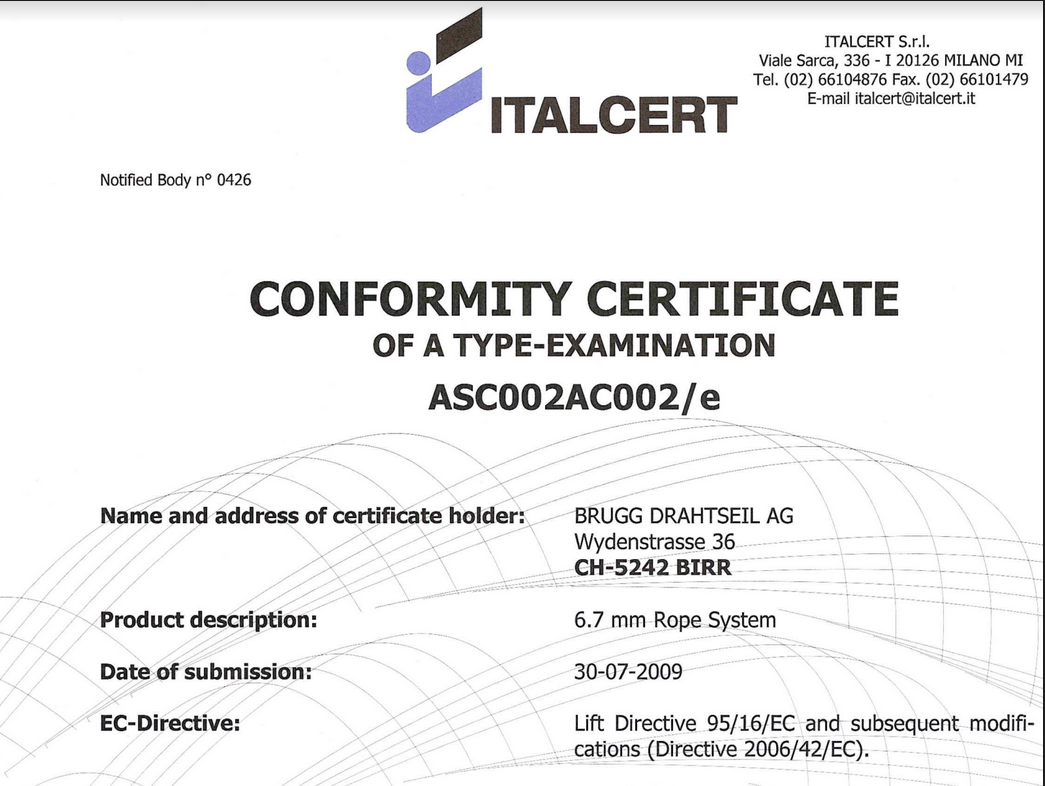 ITALCERT
ITALCERT S.r.l.
Viale Sarca, 336 - I 20126 MILANO MI
Tel. (02) 66104876 Fax. (02) 66101479
E-mail italcert@italcert.it
Notified Body n° 0426
CONFORMITY CERTIFICATE
OF A TYPE-EXAMINATION
ASC002AC002/e
Name and address of certificate holder: BRUGG DRAHTSEIL AG
Wydenstrasse 36
CH-5242 BIRR
Product description: 6.7 mm Rope System
Date of submission: 30-07-2009
EC-Directive: Lift Directive 95/16/EC and subsequent modifi-
cations (Directive 2006/42/EC).